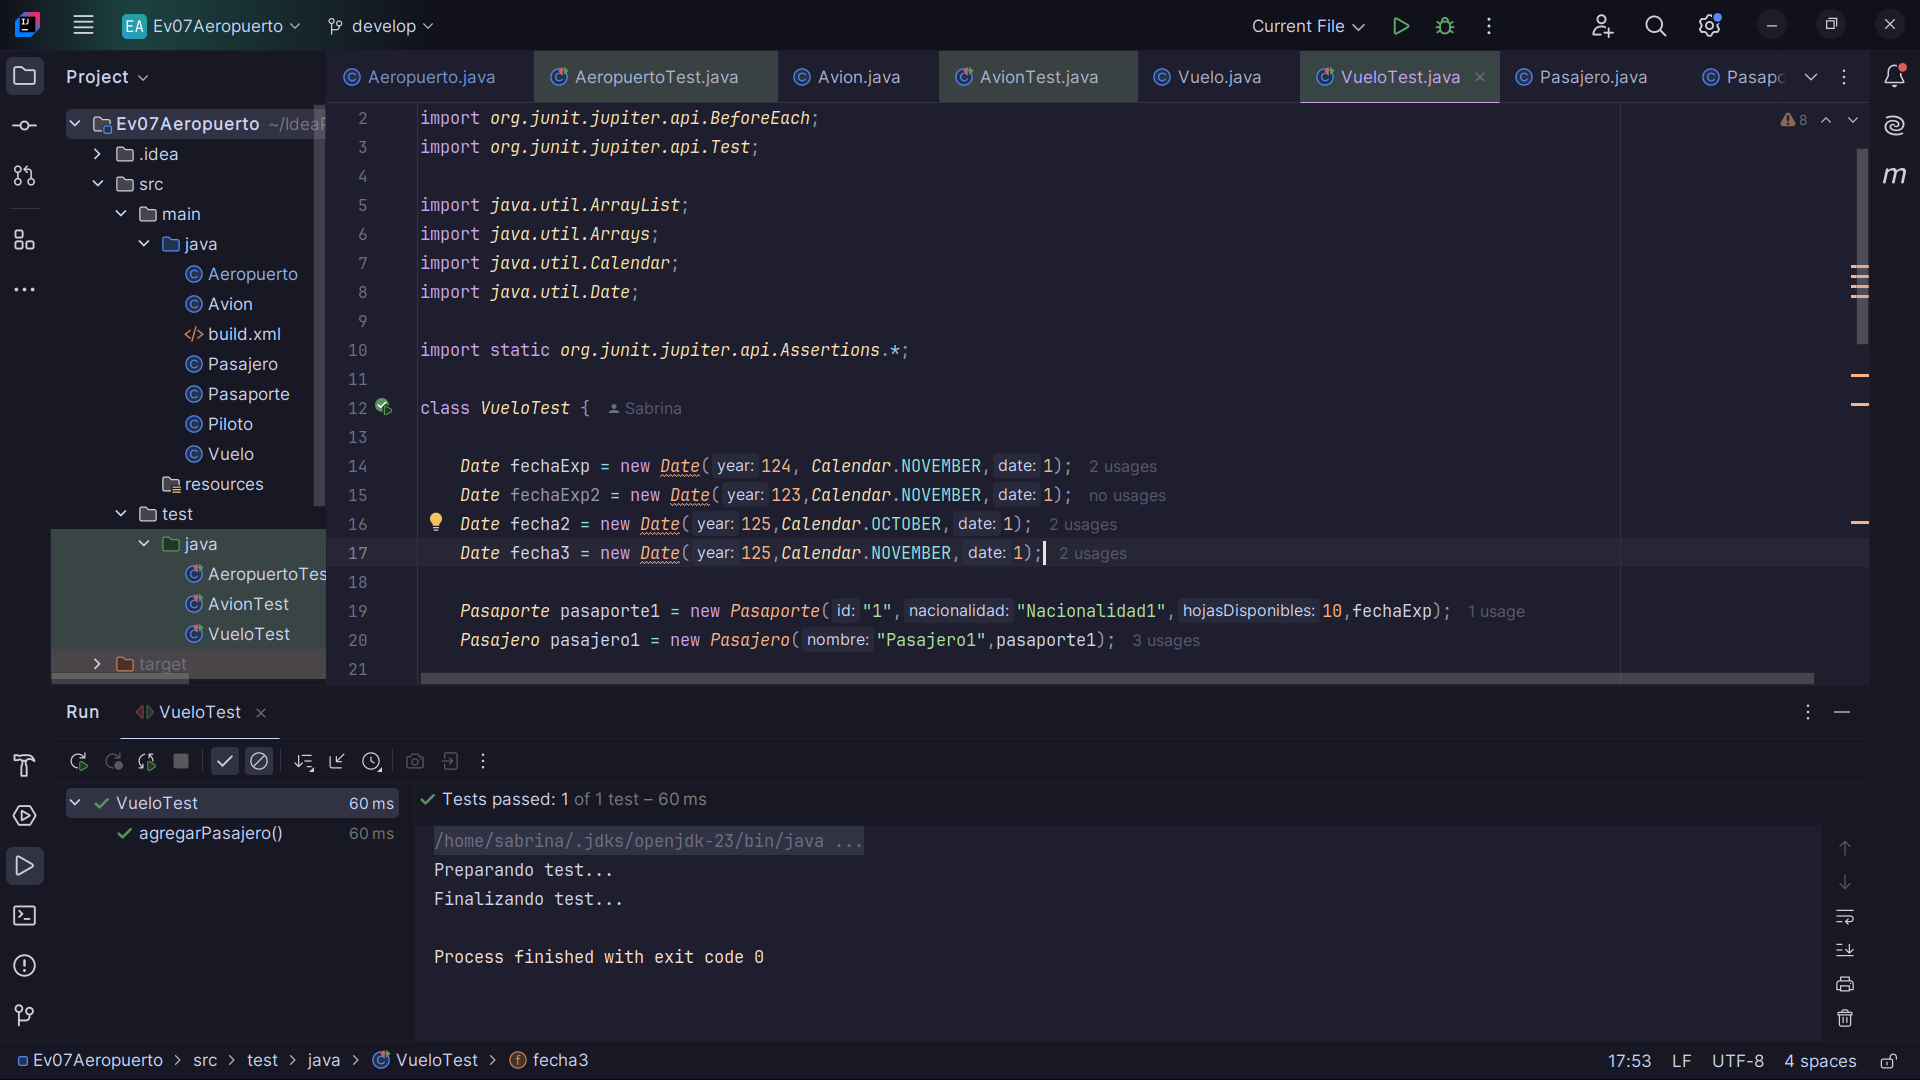 EA Ev07Aeropuerto develop Current File
Project
Aeropuerto.java AeropuertoTest.java Avion.java AvionTest.java Vuelo.java VueloTest.java Pasajero.java Pasapo
Ev07Aeropuerto ~/IdeaP
.idea
src
main
java
Aeropuerto
Avion
build.xml
Pasajero
Pasaporte
Piloto
Vuelo
resources
test
java
AeropuertoTes
AvionTest
VueloTest
target
8
2 import org.junit.jupiter.api.BeforeEach;
3 import org.junit.jupiter.api.Test;
4
5 import java.util.ArrayList;
6 import java.util.Arrays;
7 import java.util.Calendar;
8 import java.util.Date;
9
10 import static org.junit.jupiter.api.Assertions.*;
11
12 class VueloTest { Sabrina
13
14 Date fechaExp = new Date( year: 124, Calendar.NOVEMBER, date: 1); 2 usages
15 Date fechaExp2 = new Date( year: 123,Calendar.NOVEMBER, date: 1); no usages
16 Date fecha2 = new Date( year: 125,Calendar.OCTOBER, date: 1); 2 usages
17 Date fecha3 = new Date( year: 125,Calendar.NOVEMBER, date: 1); 2 usages
18
19 Pasaporte pasaporte1 = new Pasaporte( id: "1", nacionalidad: "Nacionalidad1", hojasDisponibles: 10,fechaExp); 1 usage
20 Pasajero pasajero1 = new Pasajero( nombre: "Pasajero1",pasaporte1); 3 usages
21
m
Run VueloTest
VueloTest 60 ms
agregarPasajero() 60 ms
Tests passed: 1 of 1 test – 60 ms
/home/sabrina/.jdks/openjdk-23/bin/java ...
Preparando test...
Finalizando test...
Process finished with exit code 0
Ev07Aeropuerto > src > test > java > VueloTest > fecha3
17:53 LF UTF-8 4 spaces